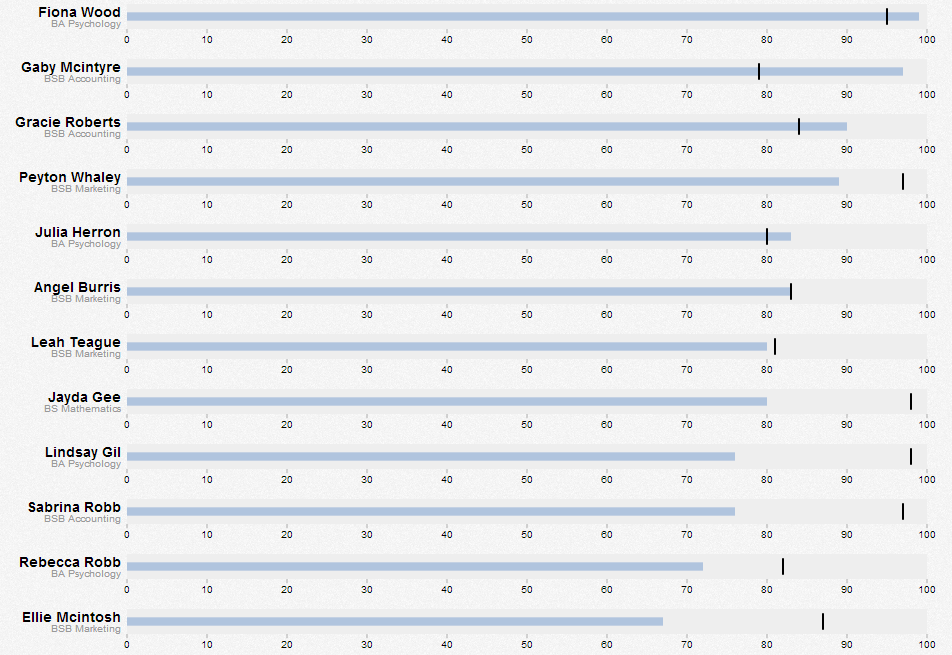 Fiona Wood
BA Psychology
0 10 20 30 40 50 60 70 80 90 100
Gaby Mcintyre
BSB Accounting
0 10 20 30 40 50 60 70 80 90 100
Gracie Roberts
BSB Accounting
0 10 20 30 40 50 60 70 80 90 100
Peyton Whaley
BSB Marketing
0 10 20 30 40 50 60 70 80 90 100
Julia Herron
BA Psychology
0 10 20 30 40 50 60 70 80 90 100
Angel Burris
BSB Marketing
0 10 20 30 40 50 60 70 80 90 100
Leah Teague
BSB Marketing
0 10 20 30 40 50 60 70 80 90 100
Jayda Gee
BS Mathematics
0 10 20 30 40 50 60 70 80 90 100
Lindsay Gil
BA Psychology
0 10 20 30 40 50 60 70 80 90 100
Sabrina Robb
BSB Accounting
0 10 20 30 40 50 60 70 80 90 100
Rebecca Robb
BA Psychology
0 10 20 30 40 50 60 70 80 90 100
Ellie Mcintosh
BSB Marketing
0 10 20 30 40 50 60 70 80 90 100